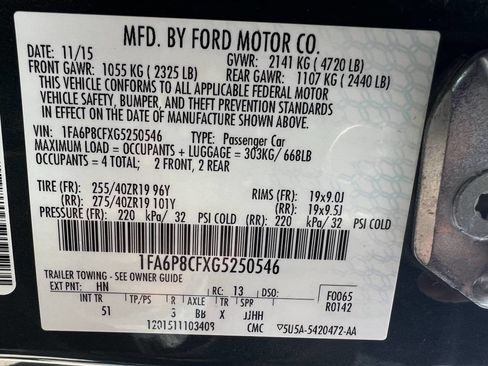 MFD. BY FORD MOTOR CO.
DATE: 11/15 GVWR: 2141 KG ( 4720 LB)
FRONT GAWR: 1055 KG ( 2325 LB) REAR GAWR: 1107 KG ( 2440 LB)
THIS VEHICLE CONFORMS TO ALL APPLICABLE FEDERAL MOTOR
VEHICLE SAFETY, BUMPER, AND THEFT PREVENTION STANDARDS
IN EFFECT ON THE DATE OF MANUFACTURE SHOWN ABOVE.
VIN: 1FA6P8CFXG5250546 TYPE: Passenger Car
MAXIMUM LOAD = OCCUPANTS + LUGGAGE = 303KG/ 668LB
OCCUPANTS = 4 TOTAL; 2 FRONT, 2 REAR
TIRE (FR): 255/40ZR19 96Y RIMS (FR): 19x9.0J
(RR): 275/40ZR19 101Y (RR): 19x9.5J
PRESSURE (FR): 220 kPa/ 32 PSI COLD (RR): 220 kPa/ 32 PSI COLD
1FA6P8CFXG5250546
TRAILER TOWING - SEE OWNER GUIDE
EXT PNT: HN RC: 13 DSO: F0065
R0142
INT TR TP/PS R AXLE TR SPR
51 3 BR X JJHH
1201511103403 CMC 5U5A-5420472-AA